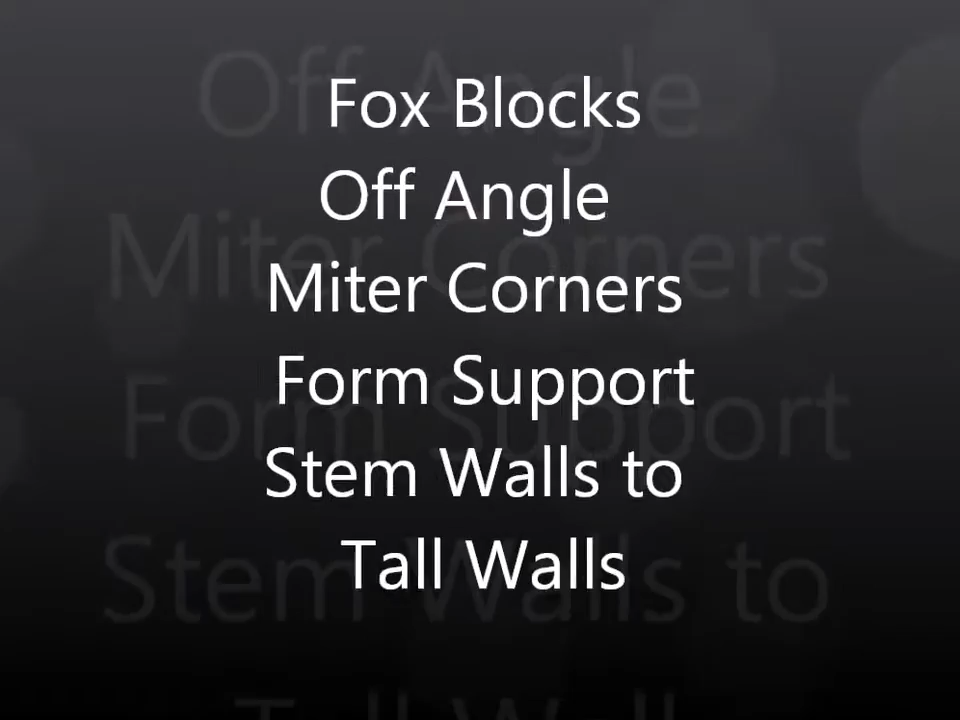 Fox Blocks
Off Angle
Miter Corners
Form Support
Stem Walls to
Tall Walls